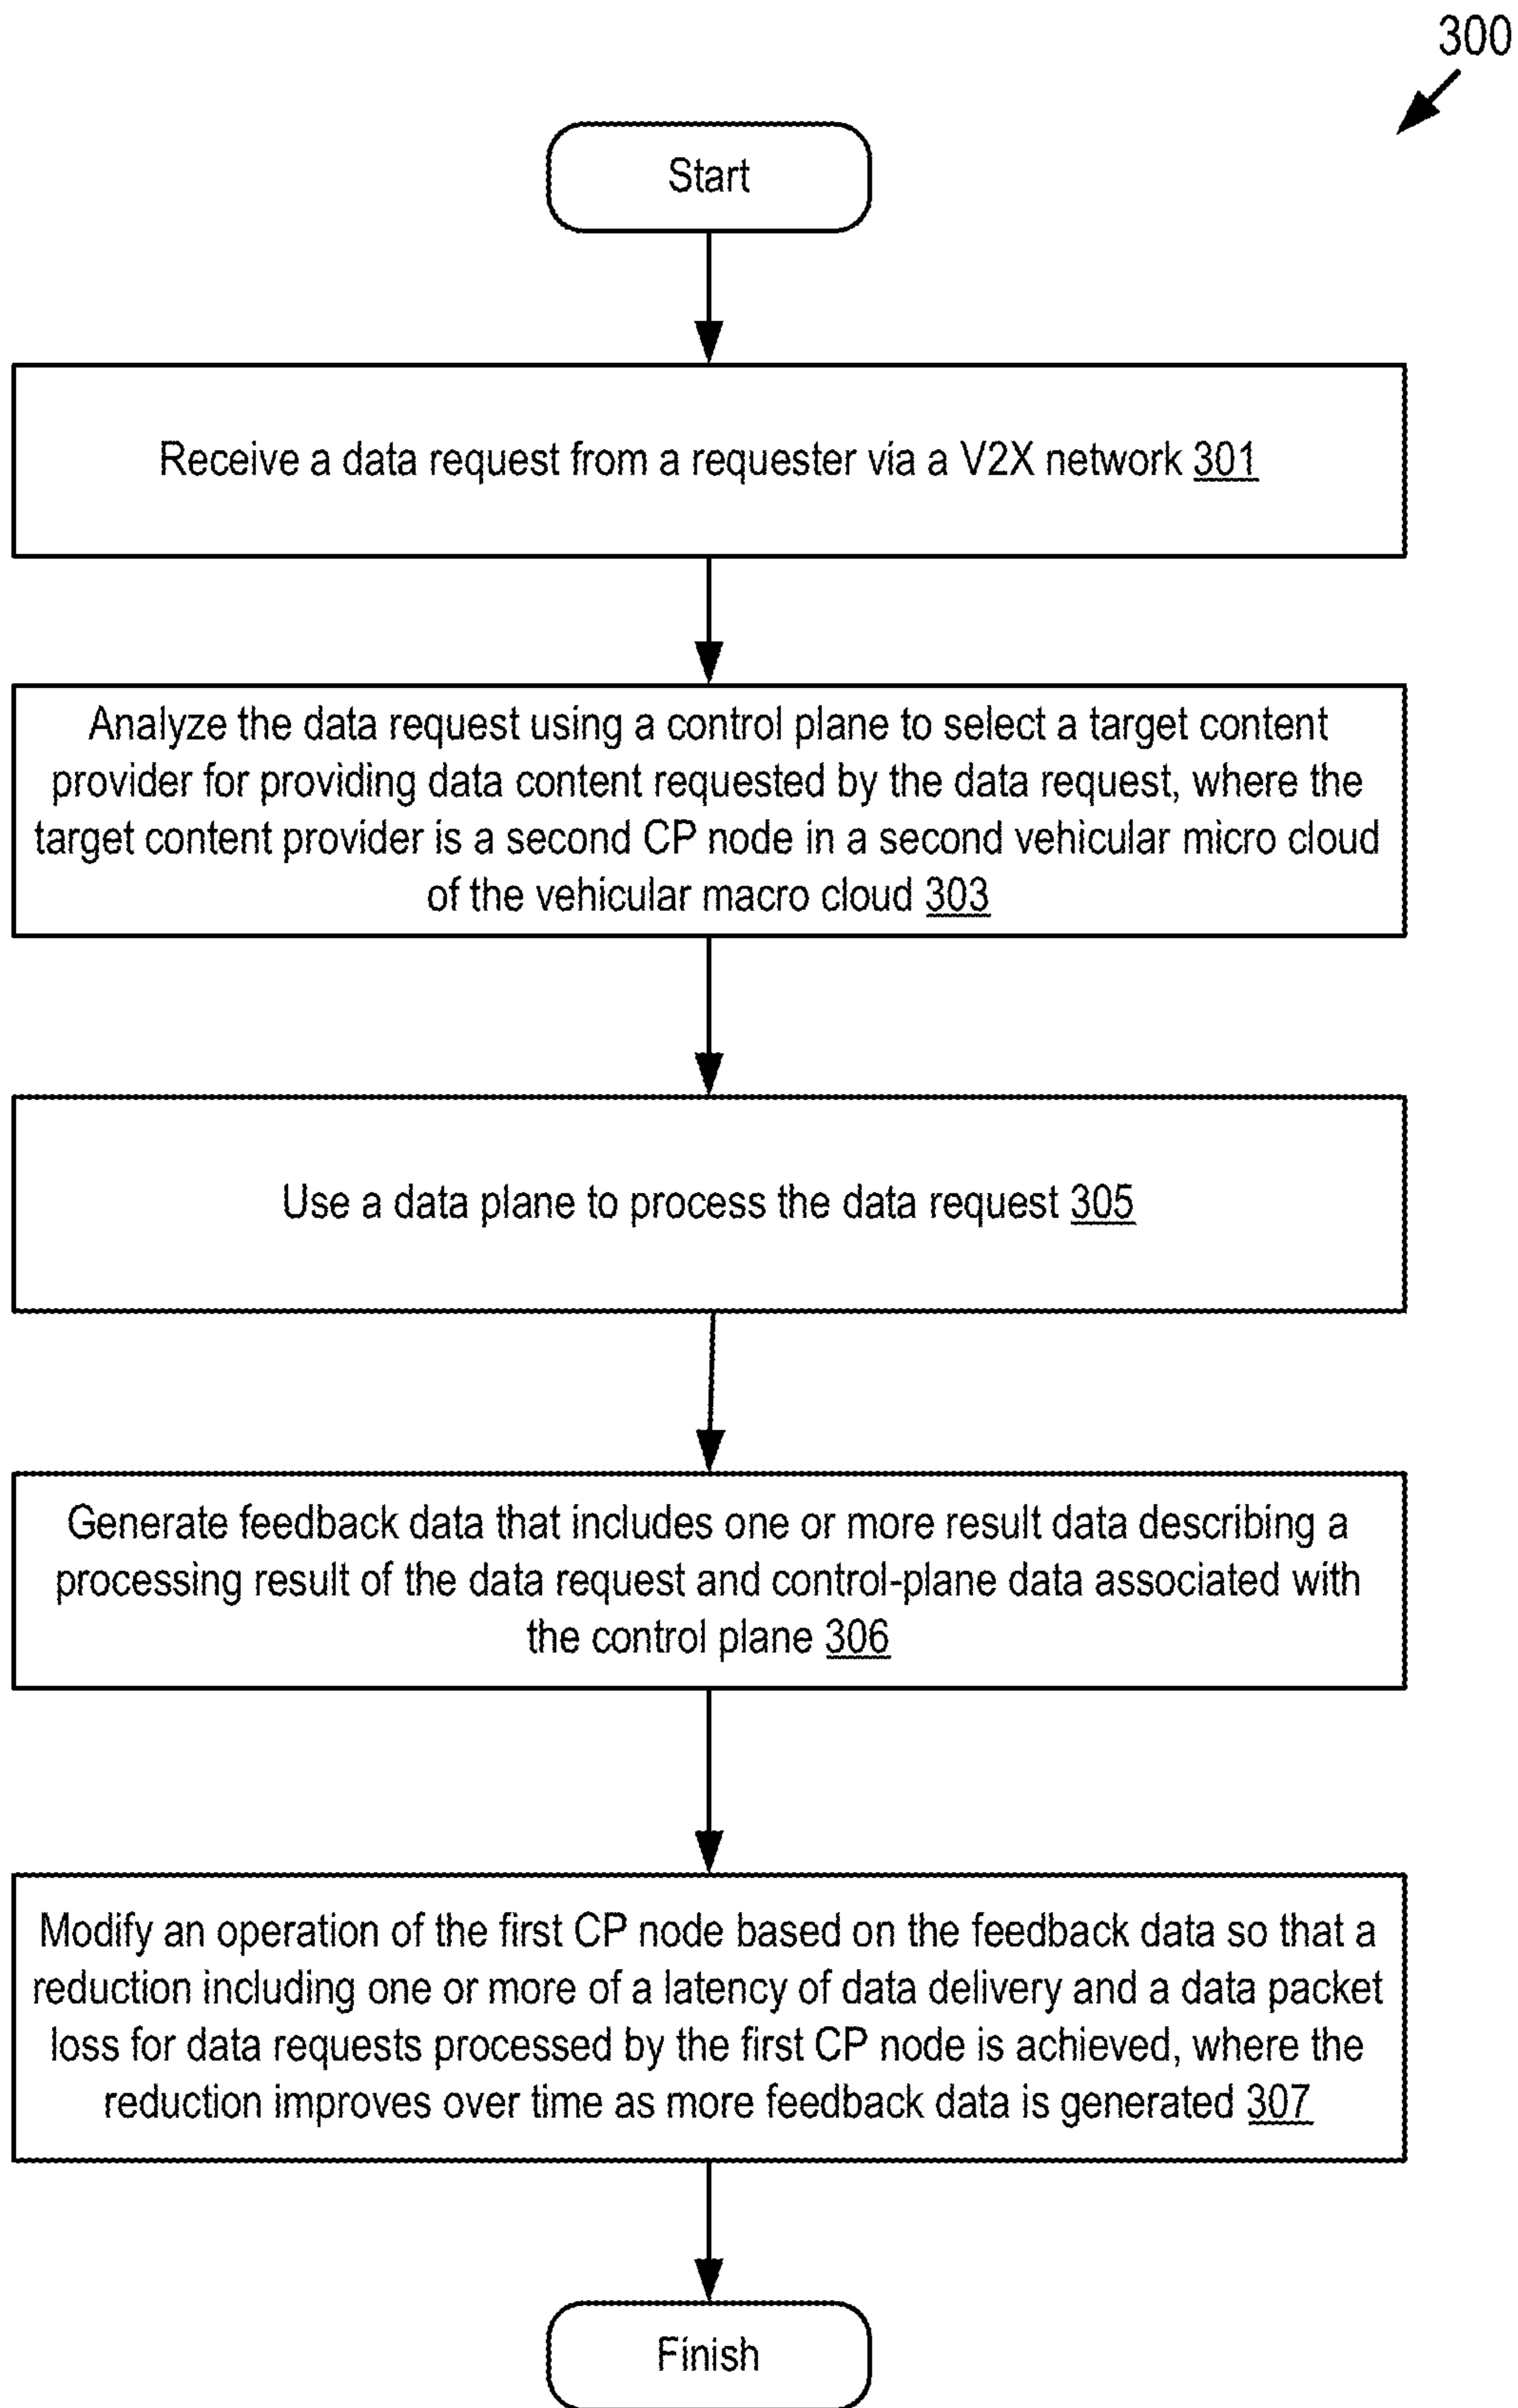 300
Start
Receive a data request from a requester via a V2X network 301
Analyze the data request using a control plane to select a target content
provider for providing data content requested by the data request, where the
target content provider is a second CP node in a second vehicular micro cloud
of the vehicular macro cloud 303
Use a data plane to process the data request 305
Generate feedback data that includes one or more result data describing a
processing result of the data request and control-plane data associated with
the control plane 306
Modify an operation of the first CP node based on the feedback data so that a
reduction including one or more of a latency of data delivery and a data packet
loss for data requests processed by the first CP node is achieved, where the
reduction improves over time as more feedback data is generated 307
Finish